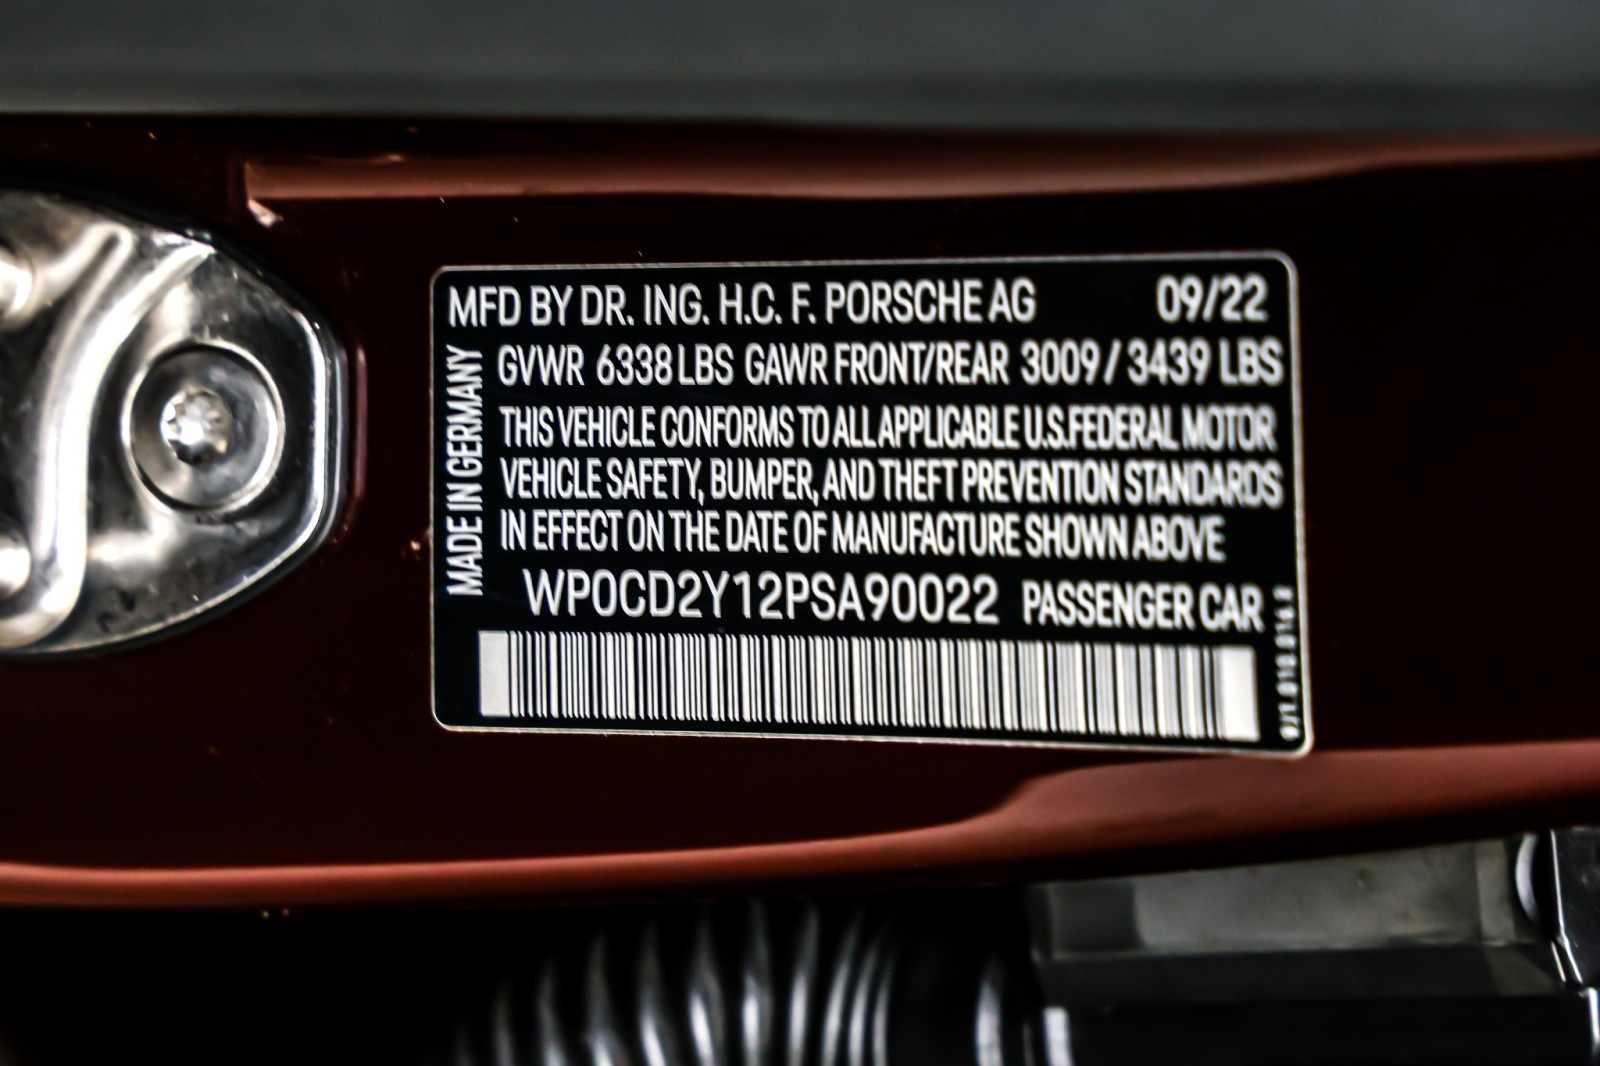 MFD BY DR. ING. H.C. F. PORSCHE AG 09/22
GVWR 6338 LBS GAWR FRONT/REAR 3009 / 3439 LBS
THIS VEHICLE CONFORMS TO ALL APPLICABLE U.S.FEDERAL MOTOR
VEHICLE SAFETY, BUMPER, AND THEFT PREVENTION STANDARDS
IN EFFECT ON THE DATE OF MANUFACTURE SHOWN ABOVE
WP0CD2Y12PSA90022 PASSENGER CAR
MADE IN GERMANY